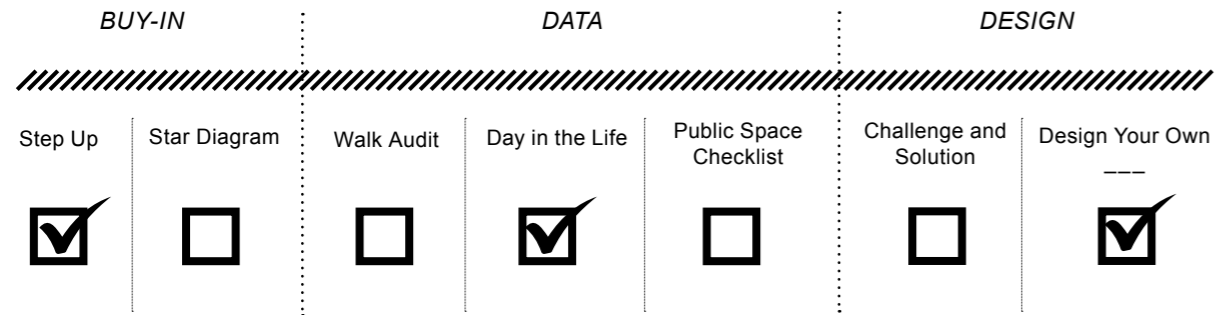 BUY-IN
DATA
DESIGN
Step Up
Star Diagram
Walk Audit
Day in the Life
Public Space
Checklist
Challenge and
Solution
Design Your Own
___